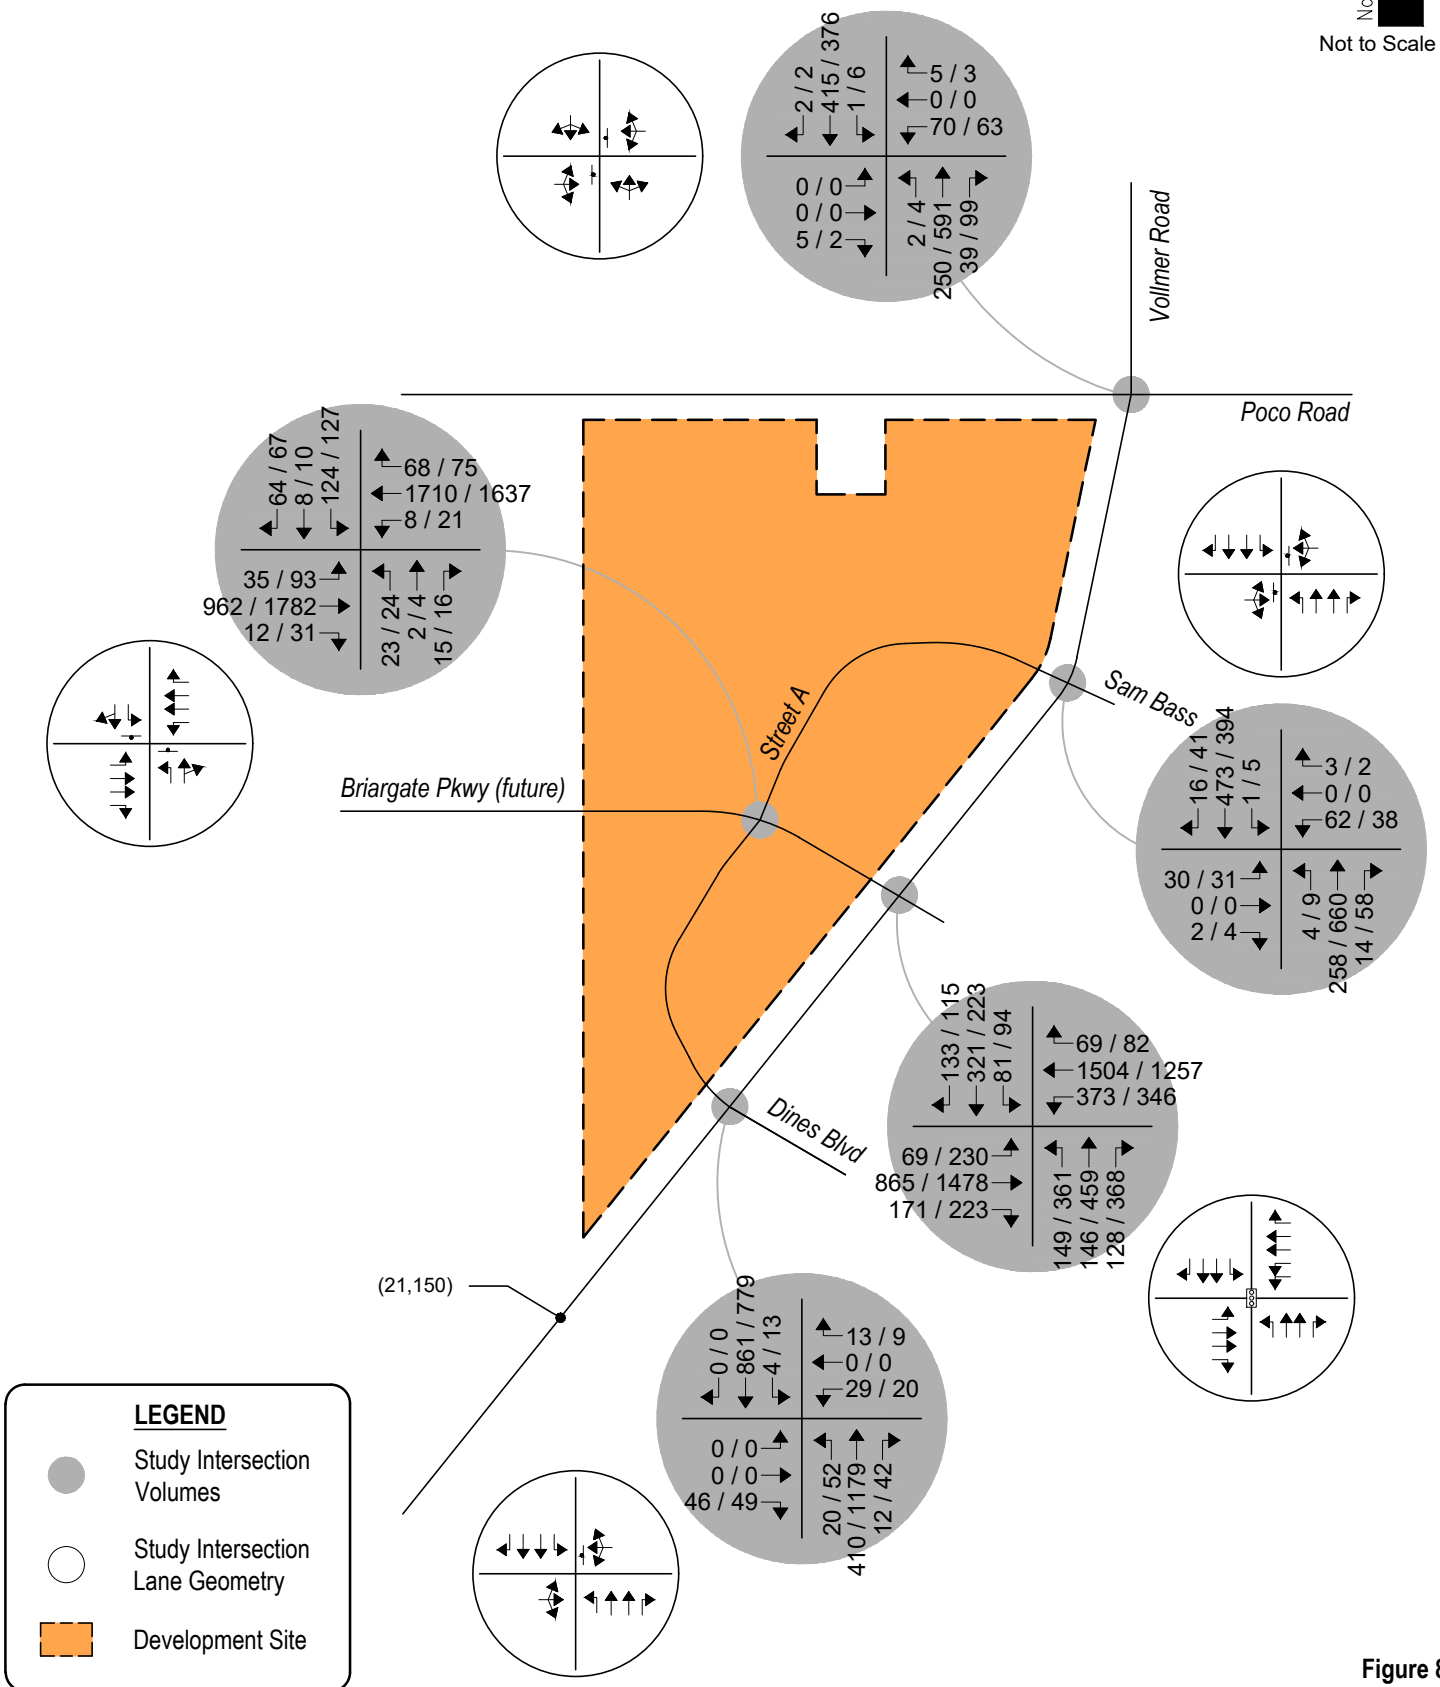 No
Not to Scale
2 / 2
415 / 376
1 / 6
5 / 3
0 / 0
70 / 63
0 / 0
0 / 0
5 / 2
2 / 4
250 / 591
39 / 99
Vollmer Road
Poco Road
64 / 67
8 / 10
124 / 127
68 / 75
1710 / 1637
8 / 21
35 / 93
962 / 1782
12 / 31
23 / 24
2 / 4
15 / 16
Street A
Sam Bass
Briargate Pkwy (future)
16 / 41
473 / 394
1 / 5
3 / 2
0 / 0
62 / 38
30 / 31
0 / 0
2 / 4
4 / 9
258 / 660
14 / 58
133 / 115
321 / 223
81 / 94
69 / 82
1504 / 1257
373 / 346
69 / 230
865 / 1478
171 / 223
149 / 361
146 / 459
128 / 368
Dines Blvd
(21,150)
0 / 0
861 / 779
4 / 13
13 / 9
0 / 0
29 / 20
0 / 0
0 / 0
46 / 49
20 / 52
410 / 1179
12 / 42
LEGEND
Study Intersection
Volumes
Study Intersection
Lane Geometry
Development Site
Figure 8